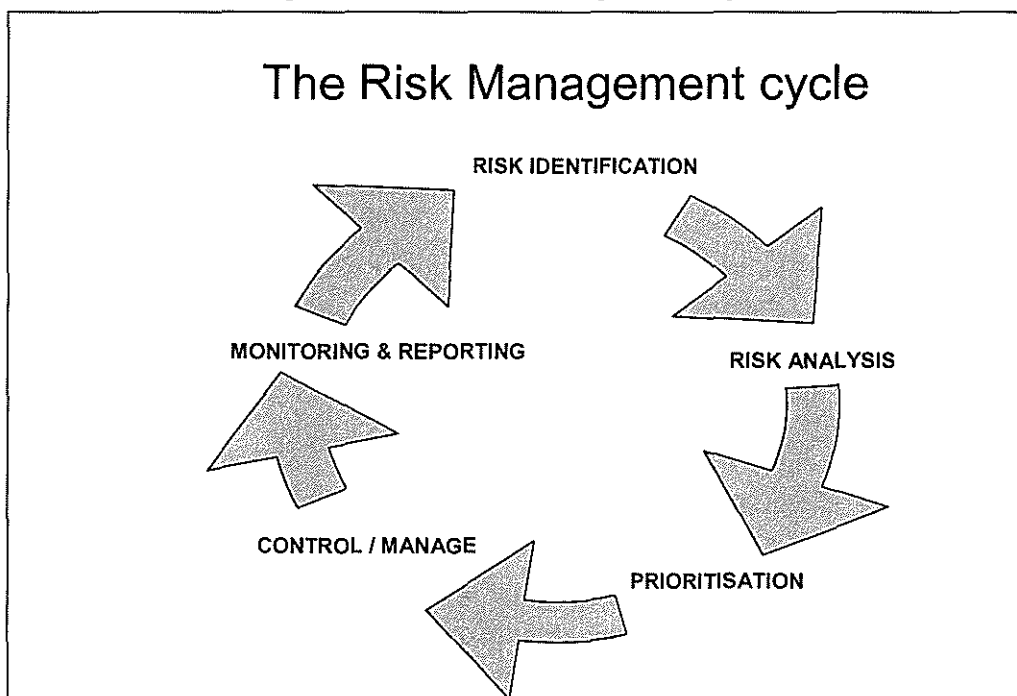 The Risk Management cycle
RISK IDENTIFICATION
RISK ANALYSIS
PRIORITISATION
CONTROL / MANAGE
MONITORING & REPORTING